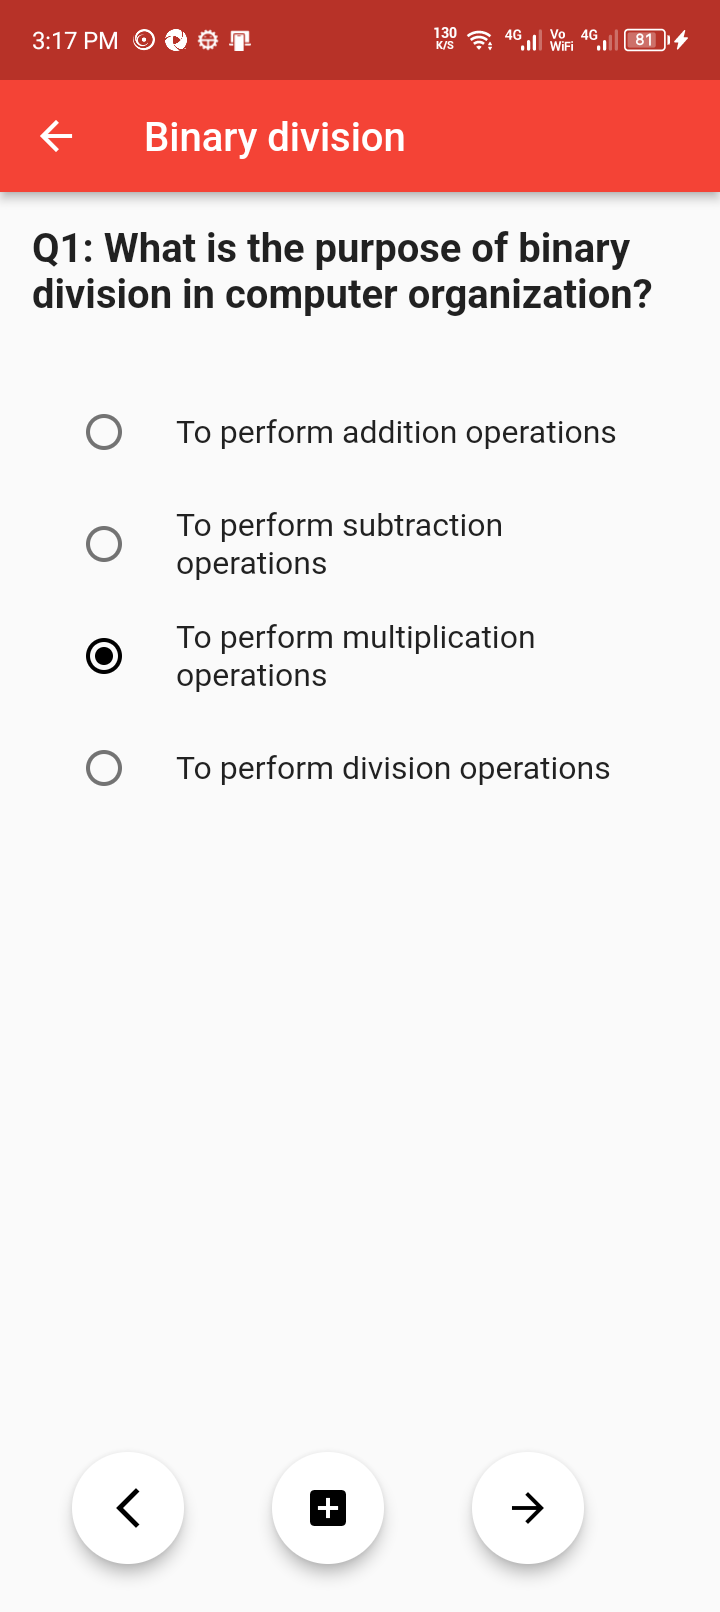 3:17 PM 130 K/S 4G Vo WiFi 4G 81
Binary division
Q1: What is the purpose of binary
division in computer organization?
To perform addition operations
To perform subtraction
operations
To perform multiplication
operations
To perform division operations